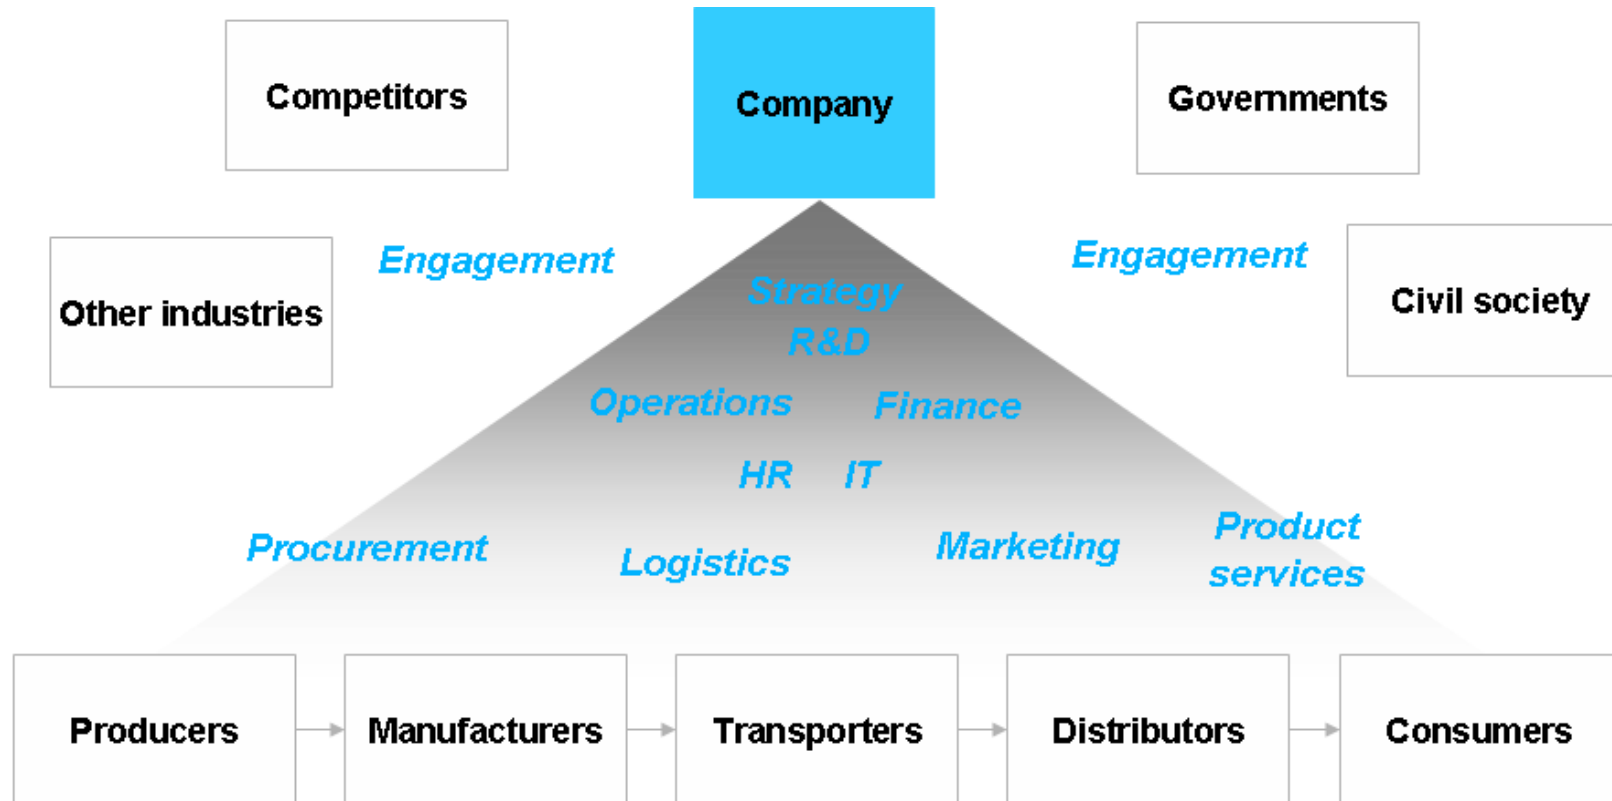 Competitors
Company
Governments
Engagement
Engagement
Other industries
Strategy
Civil society
R&D
Operations
Finance
HR
IT
Procurement
Logistics
Marketing
Product
services
Producers
Manufacturers
Transporters
Distributors
Consumers